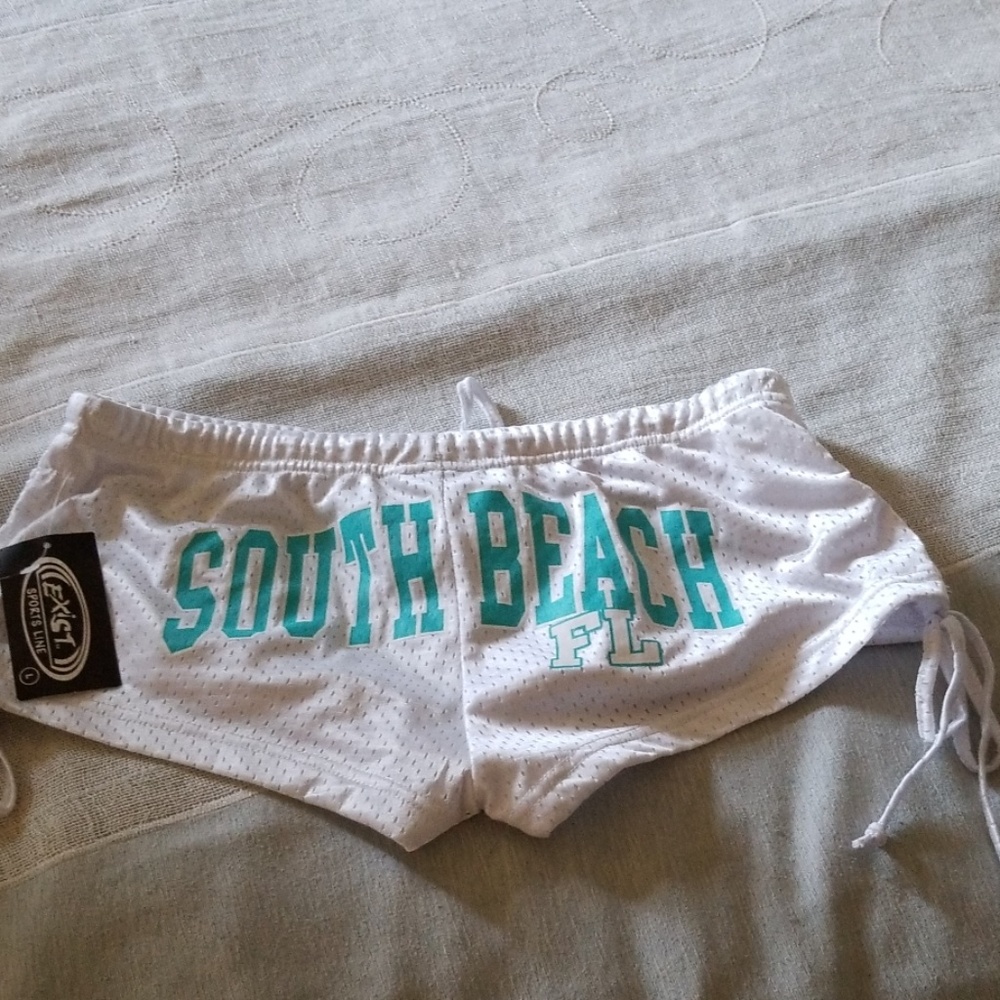 SOUTH BEACH
FL
EXIST
SPORTS LINE
L